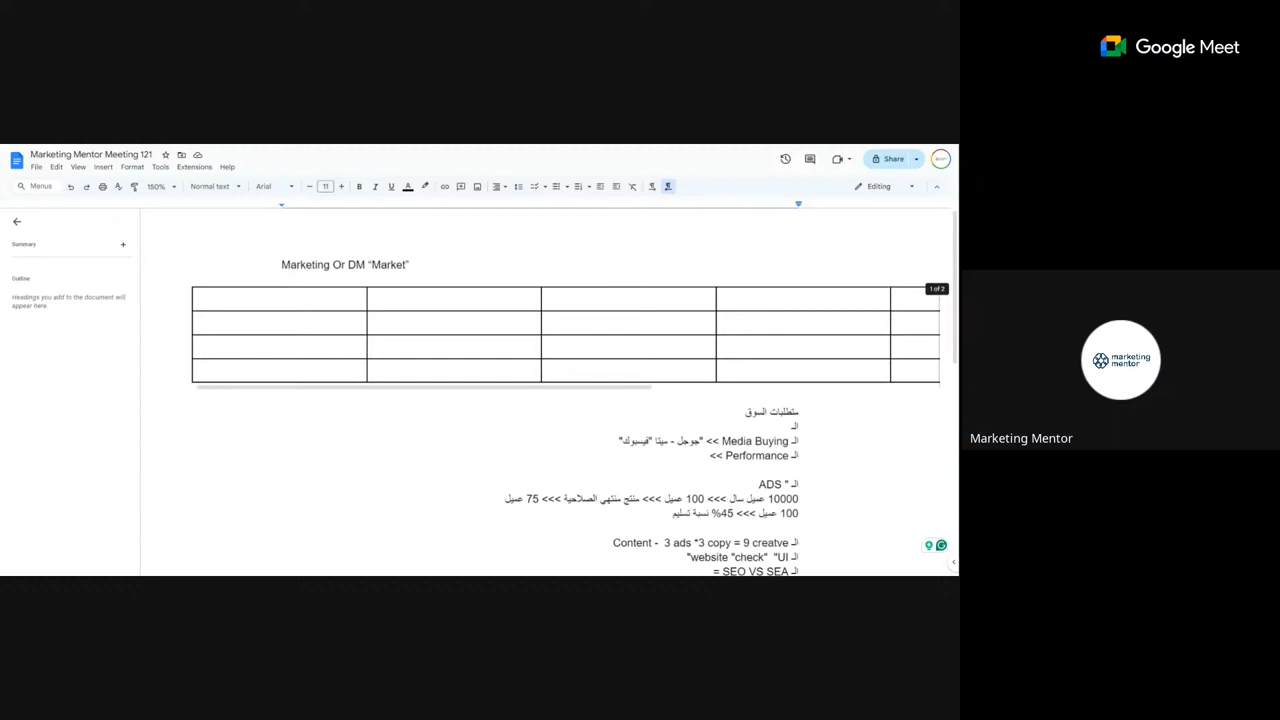 Google Meet
Marketing Mentor Meeting 121
File Edit View Insert Format Tools Extensions Help
Share
Menus 150% Normal text Arial 11 B I U A Editing
Summary
Outline
Headings you add to the document will
appear here.
Marketing Or DM “Market”
1 of 2
متطلبات السوق
الـ
الـ Media Buying >> "جوجل - ميتا "فيسبوك"
الـ Performance >>
الـ " ADS
10000 عميل سال >>> 100 عميل >>> منتج منتهي الصلاحية >>> 75 عميل
100 عميل >>> 45% نسبة تسليم
الـ Content - 3 ads *3 copy = 9 creatve
الـ UI" "website "check"
الـ SEO VS SEA =
marketing
mentor
Marketing Mentor